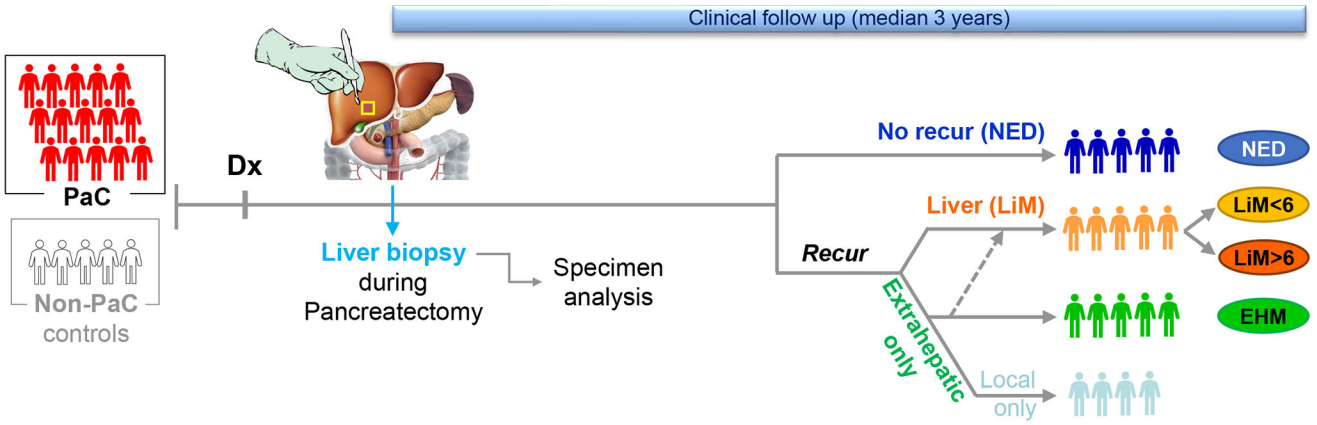 Clinical follow up (median 3 years)
PaC
Non-PaC
controls
Dx
Liver biopsy
during
Pancreatectomy
Specimen
analysis
No recur (NED)
NED
Recur
Liver (LiM)
LiM<6
LiM>6
Extrahepatic
only
EHM
Local
only